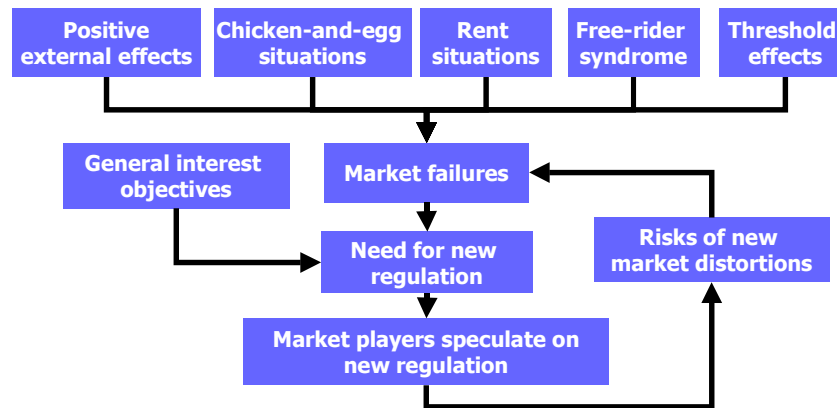 Positive
external effects
Chicken-and-egg
situations
Rent
situations
Free-rider
syndrome
Threshold
effects
General interest
objectives
Market failures
Need for new
regulation
Risks of new
market distortions
Market players speculate on
new regulation